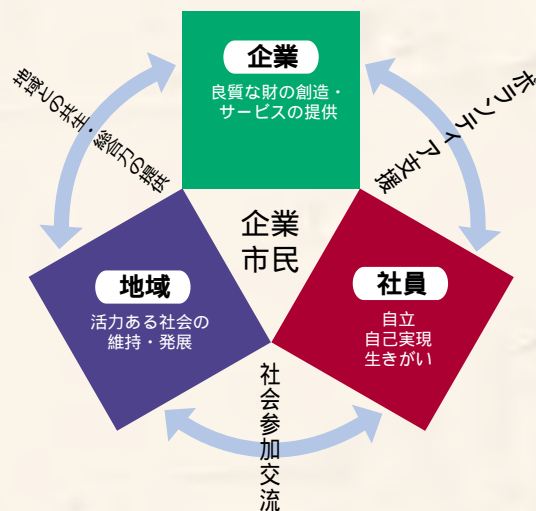 企業
良質な財の創造・
サービスの提供
地域との共生・総合力の提供
ボランティア支援
企業
市民
地域
活力ある社会の
維持・発展
社員
自立
自己実現
生きがい
社会参加交流